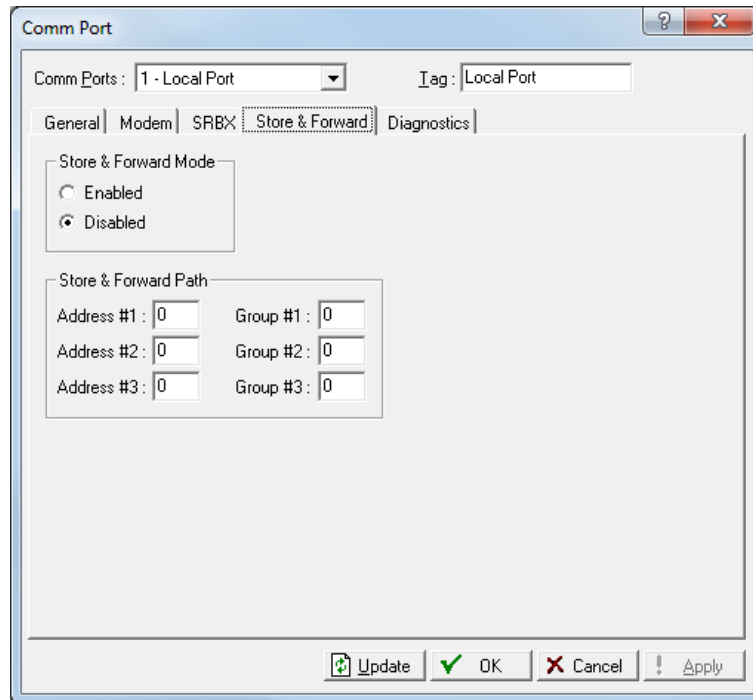 Comm Port
Comm Ports : 1 - Local Port Tag : Local Port
General Modem SRBX Store & Forward Diagnostics
Store & Forward Mode
Enabled
Disabled
Store & Forward Path
Address #1 : 0 Group #1 : 0
Address #2 : 0 Group #2 : 0
Address #3 : 0 Group #3 : 0
Update OK Cancel Apply